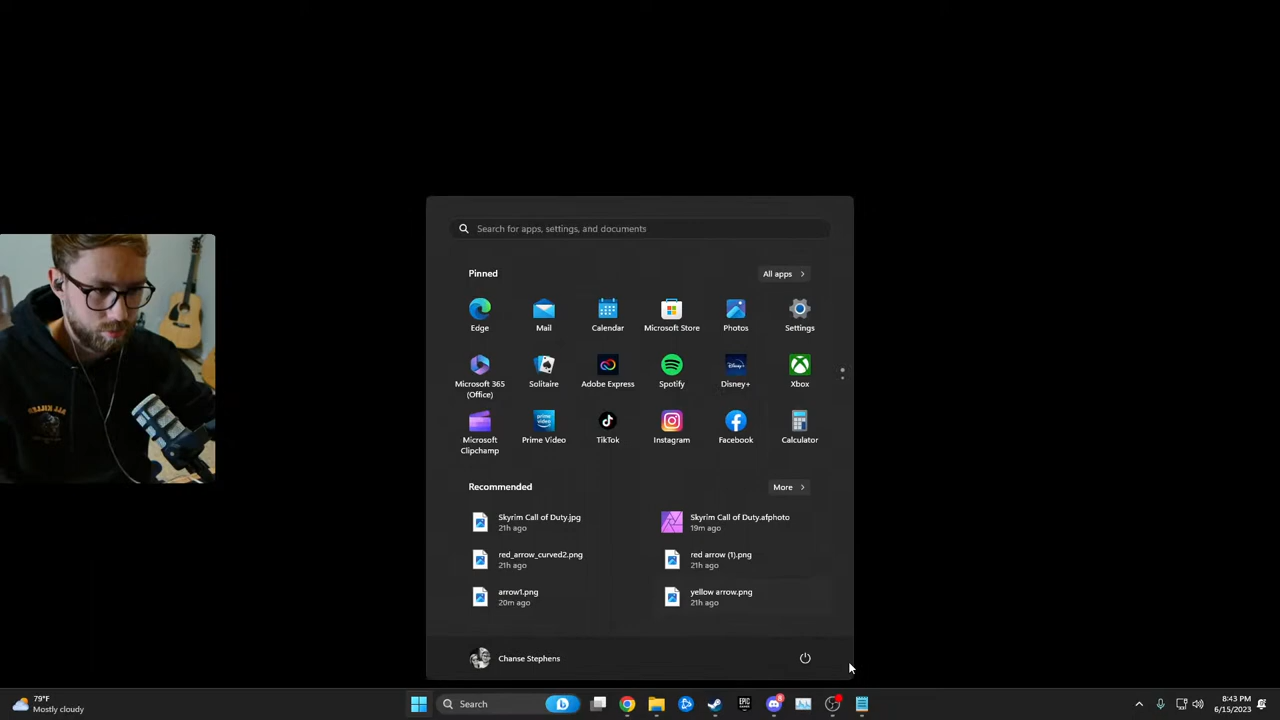 Search for apps, settings, and documents
Pinned
All apps
Edge
Mail
Calendar
Microsoft Store
Photos
Settings
Microsoft 365
(Office)
Solitaire
Adobe Express
Spotify
Disney+
Xbox
Microsoft
Clipchamp
Prime Video
TikTok
Instagram
Facebook
Calculator
Recommended
More
Skyrim Call of Duty.jpg
21h ago
Skyrim Call of Duty.afphoto
19m ago
red_arrow_curved2.png
21h ago
red arrow (1).png
21h ago
arrow1.png
20m ago
yellow arrow.png
21h ago
Chanse Stephens
79°F
Mostly cloudy
Search
8:43 PM
6/15/2023